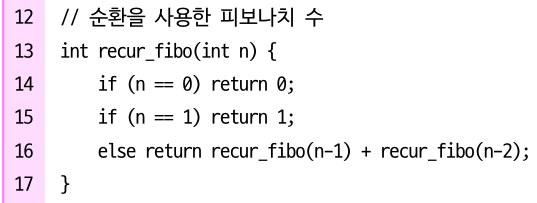 12 // 순환을 사용한 피보나치 수
13 int recur_fibo(int n) {
14     if (n == 0) return 0;
15     if (n == 1) return 1;
16     else return recur_fibo(n-1) + recur_fibo(n-2);
17 }